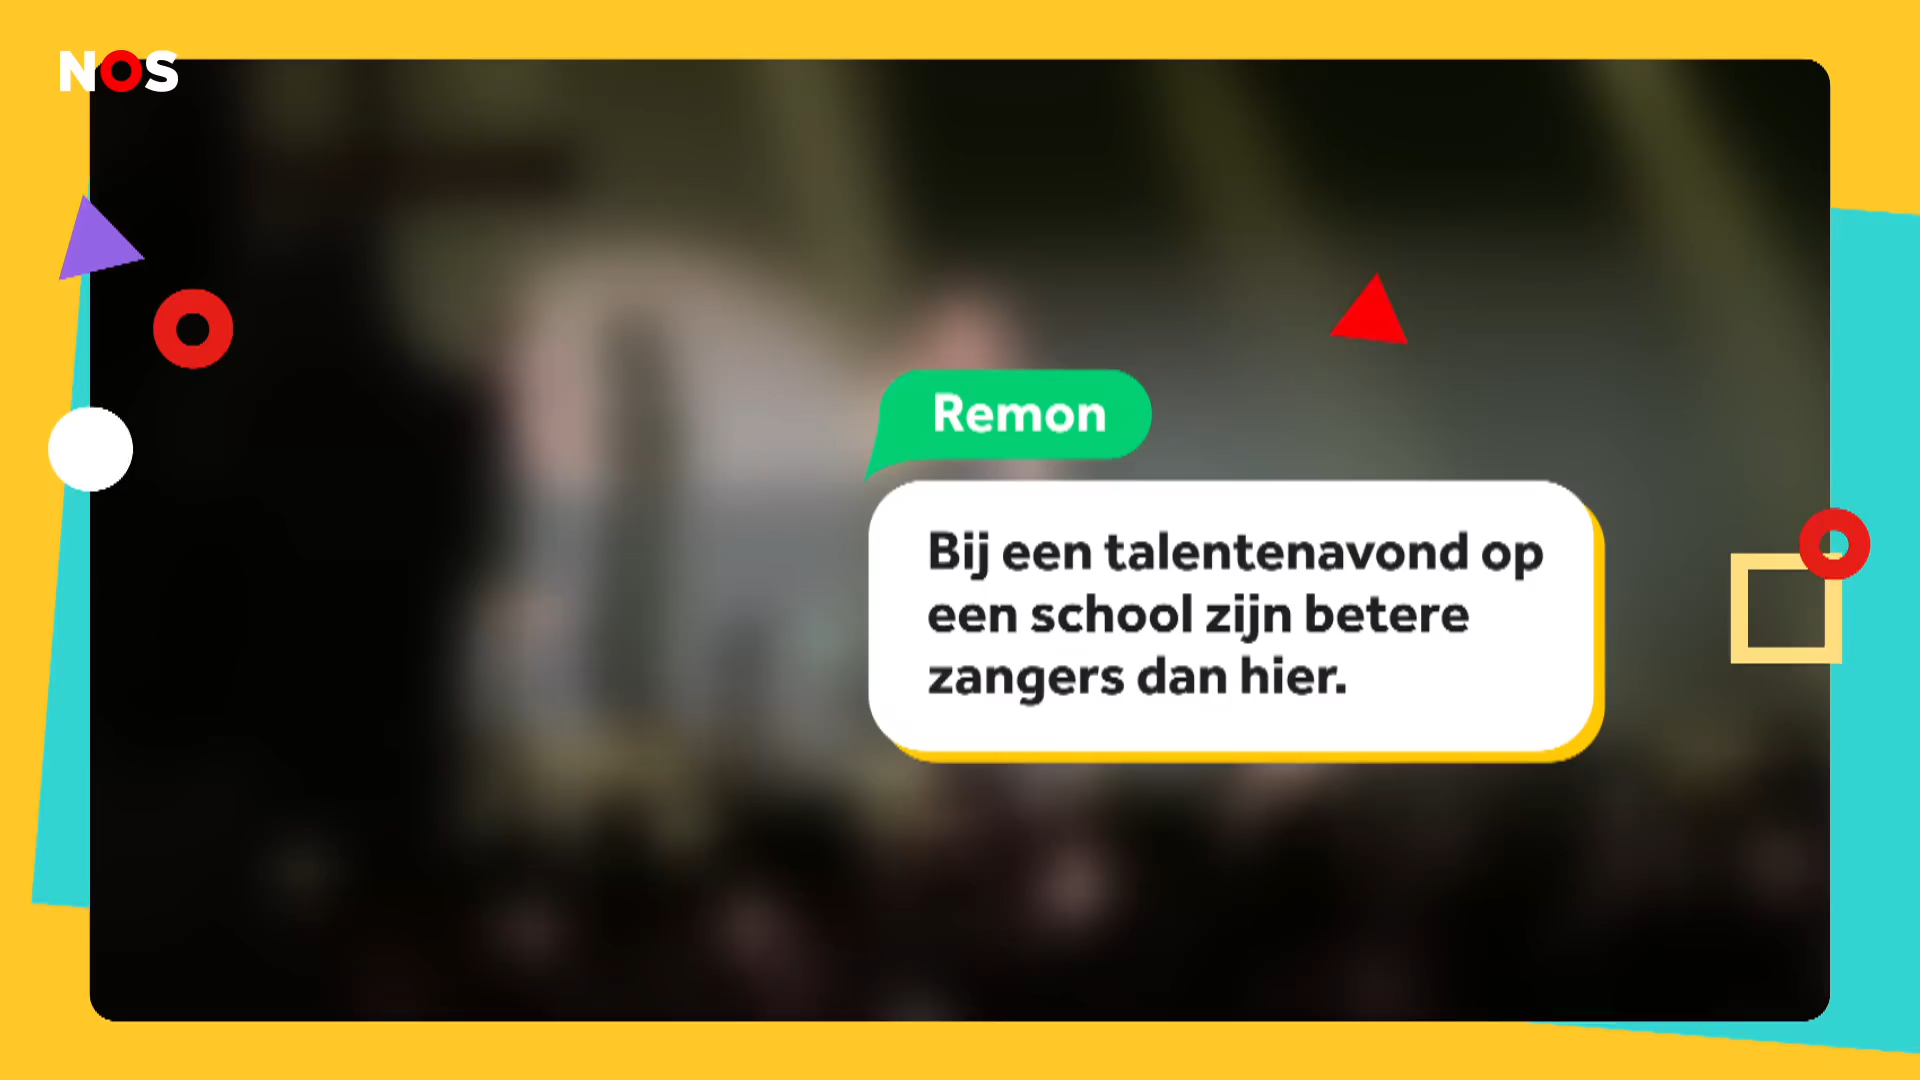 NOS
Remon
Bij een talentenavond op
een school zijn betere
zangers dan hier.